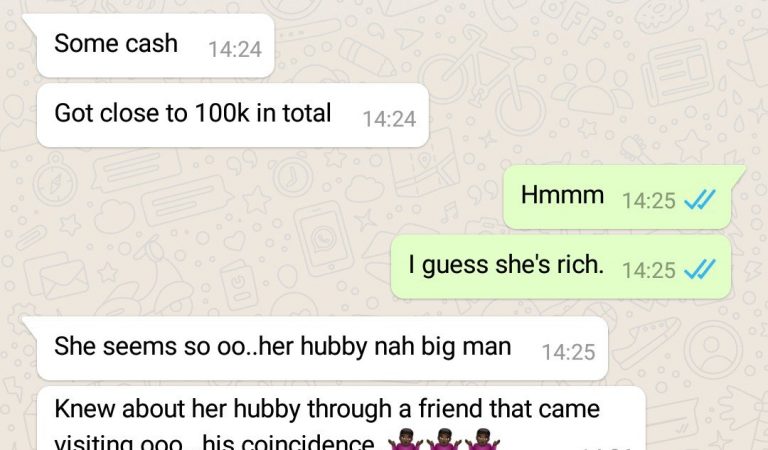 Some cash 14:24
Got close to 100k in total 14:24
Hmmm 14:25
I guess she's rich. 14:25
She seems so oo..her hubby nah big man 14:25
Knew about her hubby through a friend that came
visiting ooo...his coincidence 🤷🏿‍♀️🤷🏿‍♀️🤷🏿‍♀️